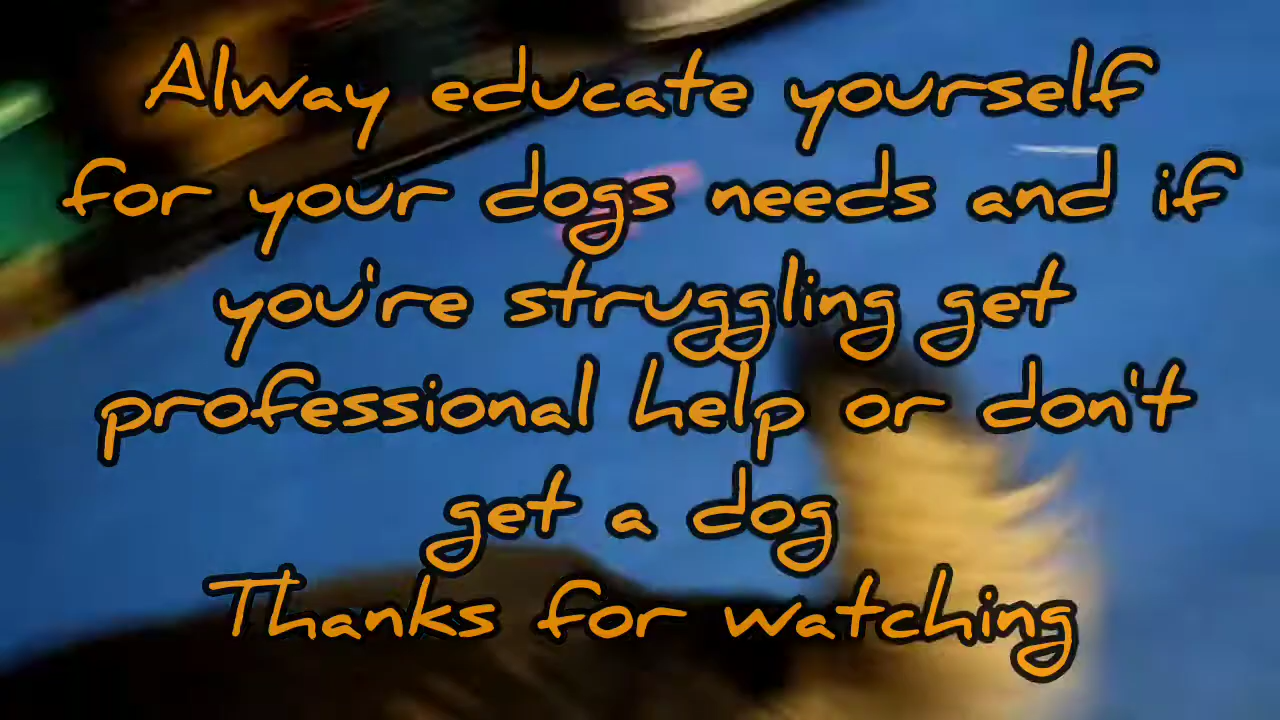 Alway educate yourself
for your dogs needs and if
you're struggling get
professional help or don't
get a dog
Thanks for watching